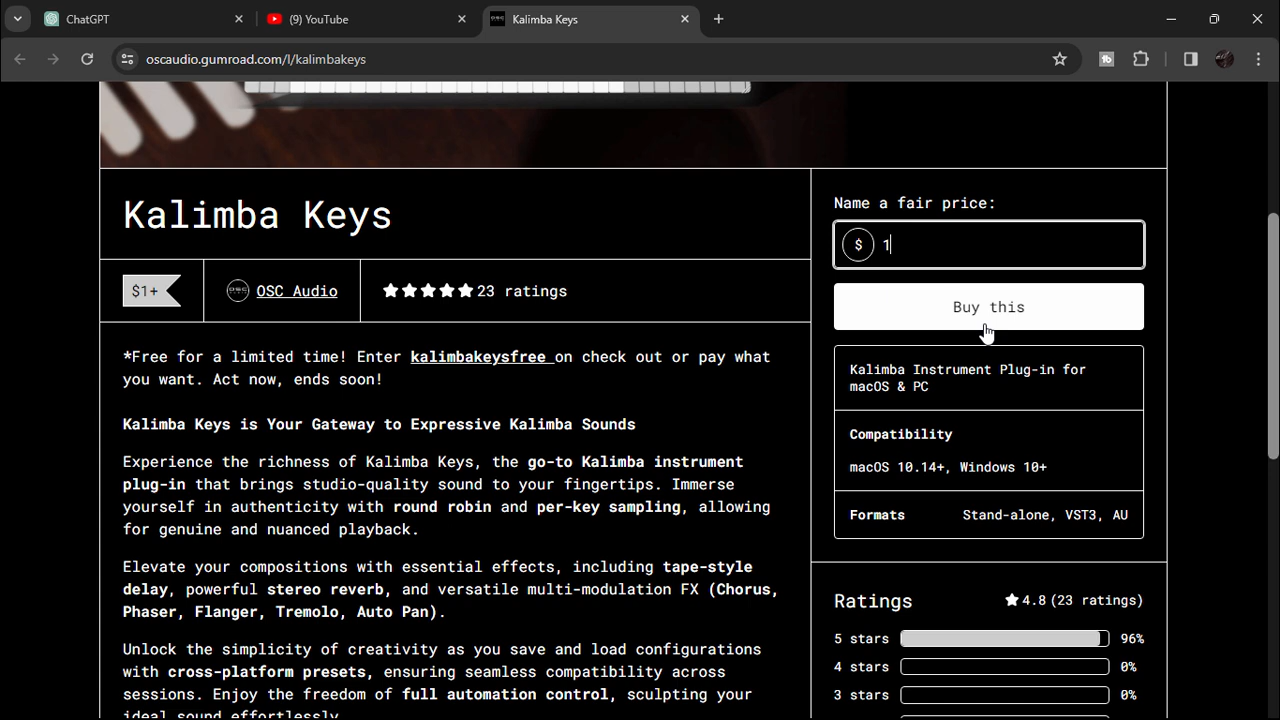 ChatGPT
(9) YouTube
Kalimba Keys
oscaudio.gumroad.com/l/kalimbakeys
Kalimba Keys
$1+
OSC Audio
23 ratings
*Free for a limited time! Enter kalimbakeysfree on check out or pay what
you want. Act now, ends soon!
Kalimba Keys is Your Gateway to Expressive Kalimba Sounds
Experience the richness of Kalimba Keys, the go-to Kalimba instrument
plug-in that brings studio-quality sound to your fingertips. Immerse
yourself in authenticity with round robin and per-key sampling, allowing
for genuine and nuanced playback.
Elevate your compositions with essential effects, including tape-style
delay, powerful stereo reverb, and versatile multi-modulation FX (Chorus,
Phaser, Flanger, Tremolo, Auto Pan).
Unlock the simplicity of creativity as you save and load configurations
with cross-platform presets, ensuring seamless compatibility across
sessions. Enjoy the freedom of full automation control, sculpting your
ideal sound effortlessly.
Name a fair price:
$ 1
Buy this
Kalimba Instrument Plug-in for
macOS & PC
Compatibility
macOS 10.14+, Windows 10+
Formats Stand-alone, VST3, AU
Ratings
4.8 (23 ratings)
5 stars 96%
4 stars 0%
3 stars 0%